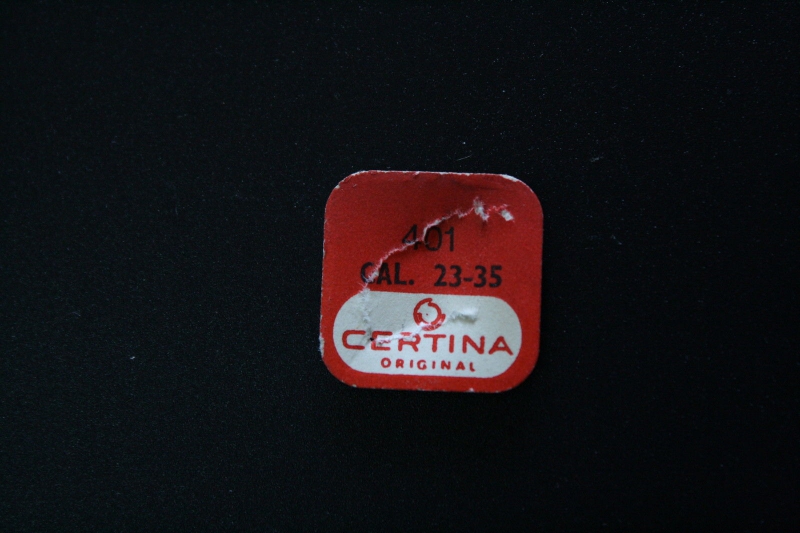 401
CAL. 23-35
CERTINA
ORIGINAL